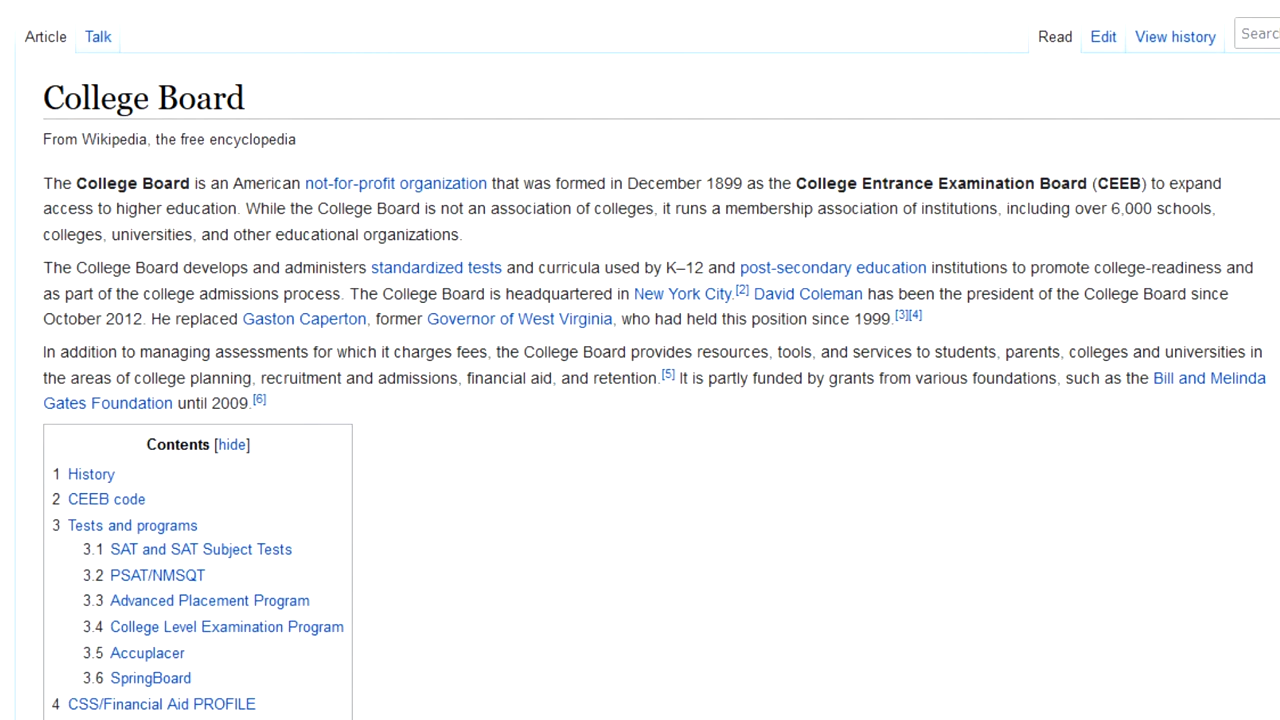 Article Talk Read Edit View history Searc
College Board
From Wikipedia, the free encyclopedia
The College Board is an American not-for-profit organization that was formed in December 1899 as the College Entrance Examination Board (CEEB) to expand
access to higher education. While the College Board is not an association of colleges, it runs a membership association of institutions, including over 6,000 schools,
colleges, universities, and other educational organizations.
The College Board develops and administers standardized tests and curricula used by K–12 and post-secondary education institutions to promote college-readiness and
as part of the college admissions process. The College Board is headquartered in New York City.[2] David Coleman has been the president of the College Board since
October 2012. He replaced Gaston Caperton, former Governor of West Virginia, who had held this position since 1999.[3][4]
In addition to managing assessments for which it charges fees, the College Board provides resources, tools, and services to students, parents, colleges and universities in
the areas of college planning, recruitment and admissions, financial aid, and retention.[5] It is partly funded by grants from various foundations, such as the Bill and Melinda
Gates Foundation until 2009.[6]
Contents [hide]
1 History
2 CEEB code
3 Tests and programs
3.1 SAT and SAT Subject Tests
3.2 PSAT/NMSQT
3.3 Advanced Placement Program
3.4 College Level Examination Program
3.5 Accuplacer
3.6 SpringBoard
4 CSS/Financial Aid PROFILE